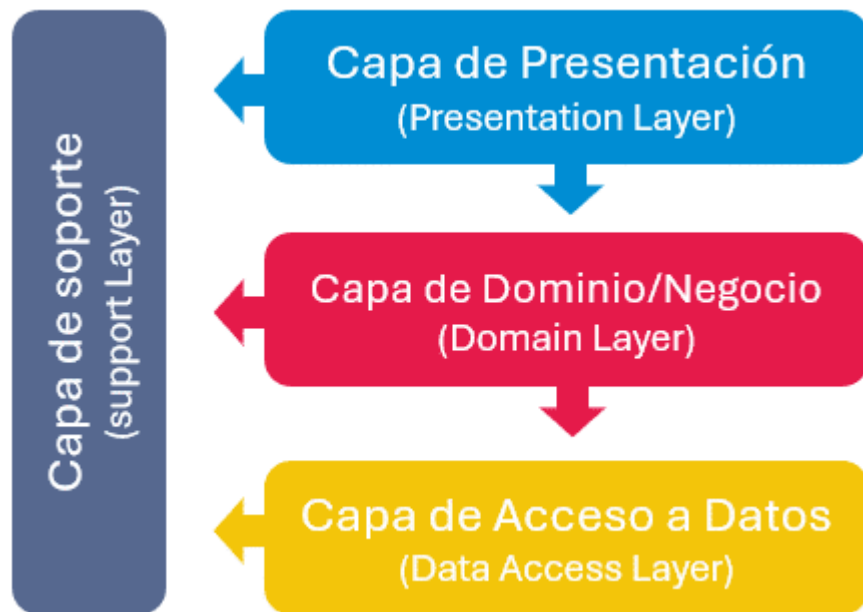 Capa de soporte
(support Layer)
Capa de Presentación
(Presentation Layer)
Capa de Dominio/Negocio
(Domain Layer)
Capa de Acceso a Datos
(Data Access Layer)